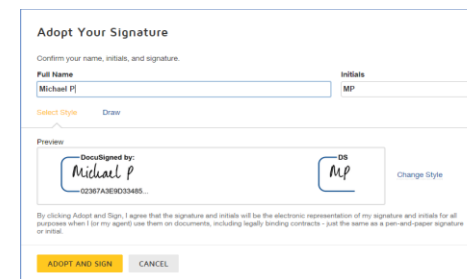 Adopt Your Signature
Confirm your name, initials, and signature.
Full Name Initials
Michael P MP
Select Style Draw
Preview
DocuSigned by: DS
Michael P MP
02367A3E9D33485...
Change Style
By clicking Adopt and Sign, I agree that the signature and initials will be the electronic representation of my signature and initials for all
purposes when I (or my agent) use them on documents, including legally binding contracts - just the same as a pen-and-paper signature
or initial.
ADOPT AND SIGN CANCEL